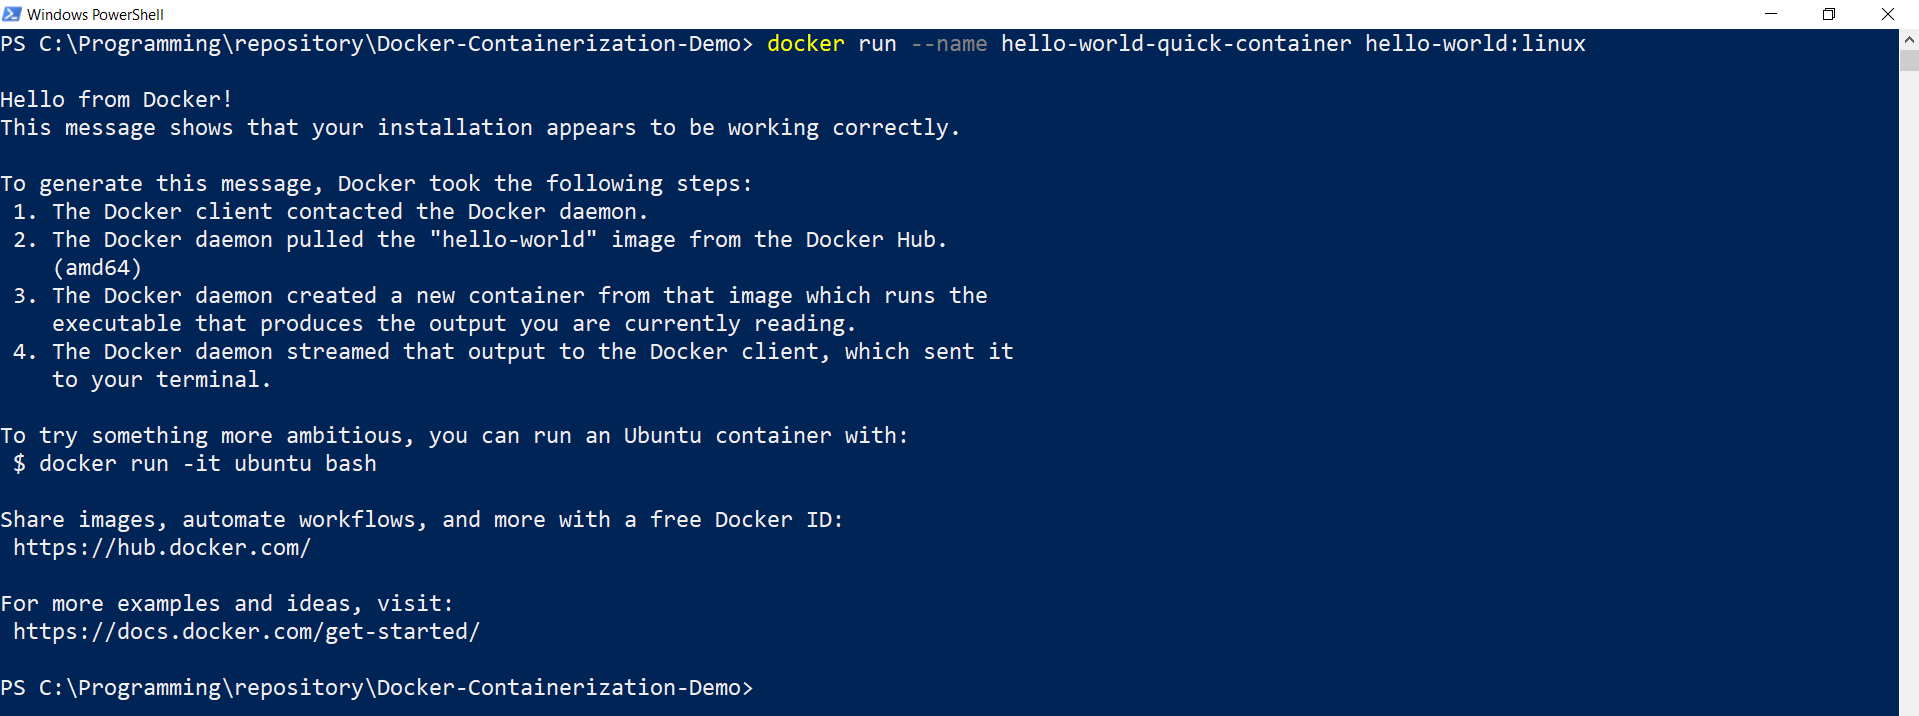 Windows PowerShell
PS C:\Programming\repository\Docker-Containerization-Demo> docker run --name hello-world-quick-container hello-world:linux
Hello from Docker!
This message shows that your installation appears to be working correctly.
To generate this message, Docker took the following steps:
 1. The Docker client contacted the Docker daemon.
 2. The Docker daemon pulled the "hello-world" image from the Docker Hub.
    (amd64)
 3. The Docker daemon created a new container from that image which runs the
    executable that produces the output you are currently reading.
 4. The Docker daemon streamed that output to the Docker client, which sent it
    to your terminal.
To try something more ambitious, you can run an Ubuntu container with:
 $ docker run -it ubuntu bash
Share images, automate workflows, and more with a free Docker ID:
 https://hub.docker.com/
For more examples and ideas, visit:
 https://docs.docker.com/get-started/
PS C:\Programming\repository\Docker-Containerization-Demo>